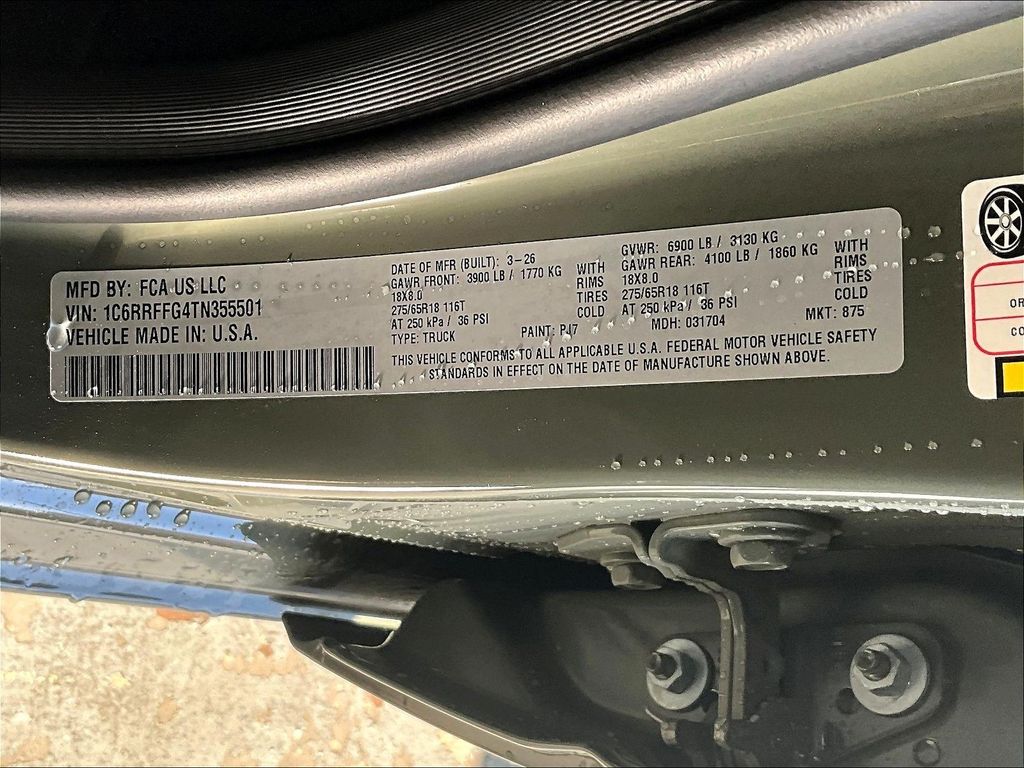 MFD BY: FCA US LLC
VIN: 1C6RRFFG4TN355501
VEHICLE MADE IN: U.S.A.
DATE OF MFR (BUILT): 3-26
GAWR FRONT: 3900 LB / 1770 KG WITH
18X8.0 RIMS
275/65R18 116T TIRES
AT 250 kPa / 36 PSI COLD
TYPE: TRUCK PAINT: PJ7
GVWR: 6900 LB / 3130 KG
GAWR REAR: 4100 LB / 1860 KG WITH
18X8.0 RIMS
275/65R18 116T TIRES
AT 250 kPa / 36 PSI COLD
MDH: 031704 MKT: 875
THIS VEHICLE CONFORMS TO ALL APPLICABLE U.S.A. FEDERAL MOTOR VEHICLE SAFETY
STANDARDS IN EFFECT ON THE DATE OF MANUFACTURE SHOWN ABOVE.
OR
CO